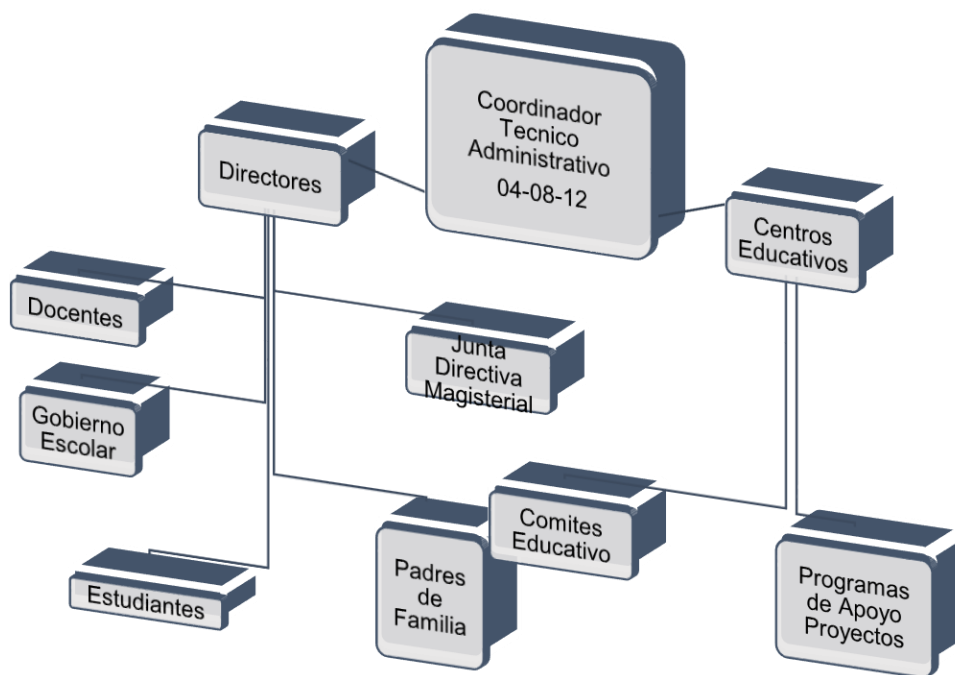 Coordinador
Tecnico
Administrativo
04-08-12
Directores
Centros
Educativos
Docentes
Junta
Directiva
Magisterial
Gobierno
Escolar
Estudiantes
Padres
de
Familia
Comites
Educativo
Programas
de Apoyo
Proyectos